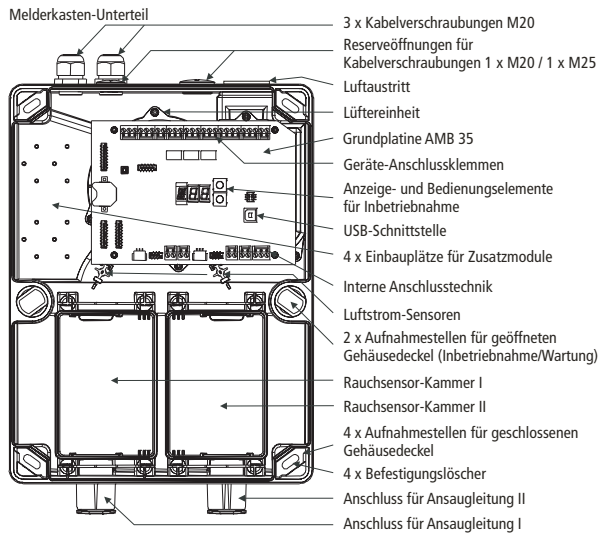 Melderkasten-Unterteil
3 x Kabelverschraubungen M20
Reserveöffnungen für
Kabelverschraubungen 1 x M20 / 1 x M25
Luftaustritt
Lüftereinheit
Grundplatine AMB 35
Geräte-Anschlussklemmen
Anzeige- und Bedienungselemente
für Inbetriebnahme
USB-Schnittstelle
4 x Einbauplätze für Zusatzmodule
Interne Anschlusstechnik
Luftstrom-Sensoren
2 x Aufnahmestellen für geöffneten
Gehäusedeckel (Inbetriebnahme/Wartung)
Rauchsensor-Kammer I
Rauchsensor-Kammer II
4 x Aufnahmestellen für geschlossenen
Gehäusedeckel
4 x Befestigungslöscher
Anschluss für Ansaugleitung II
Anschluss für Ansaugleitung I